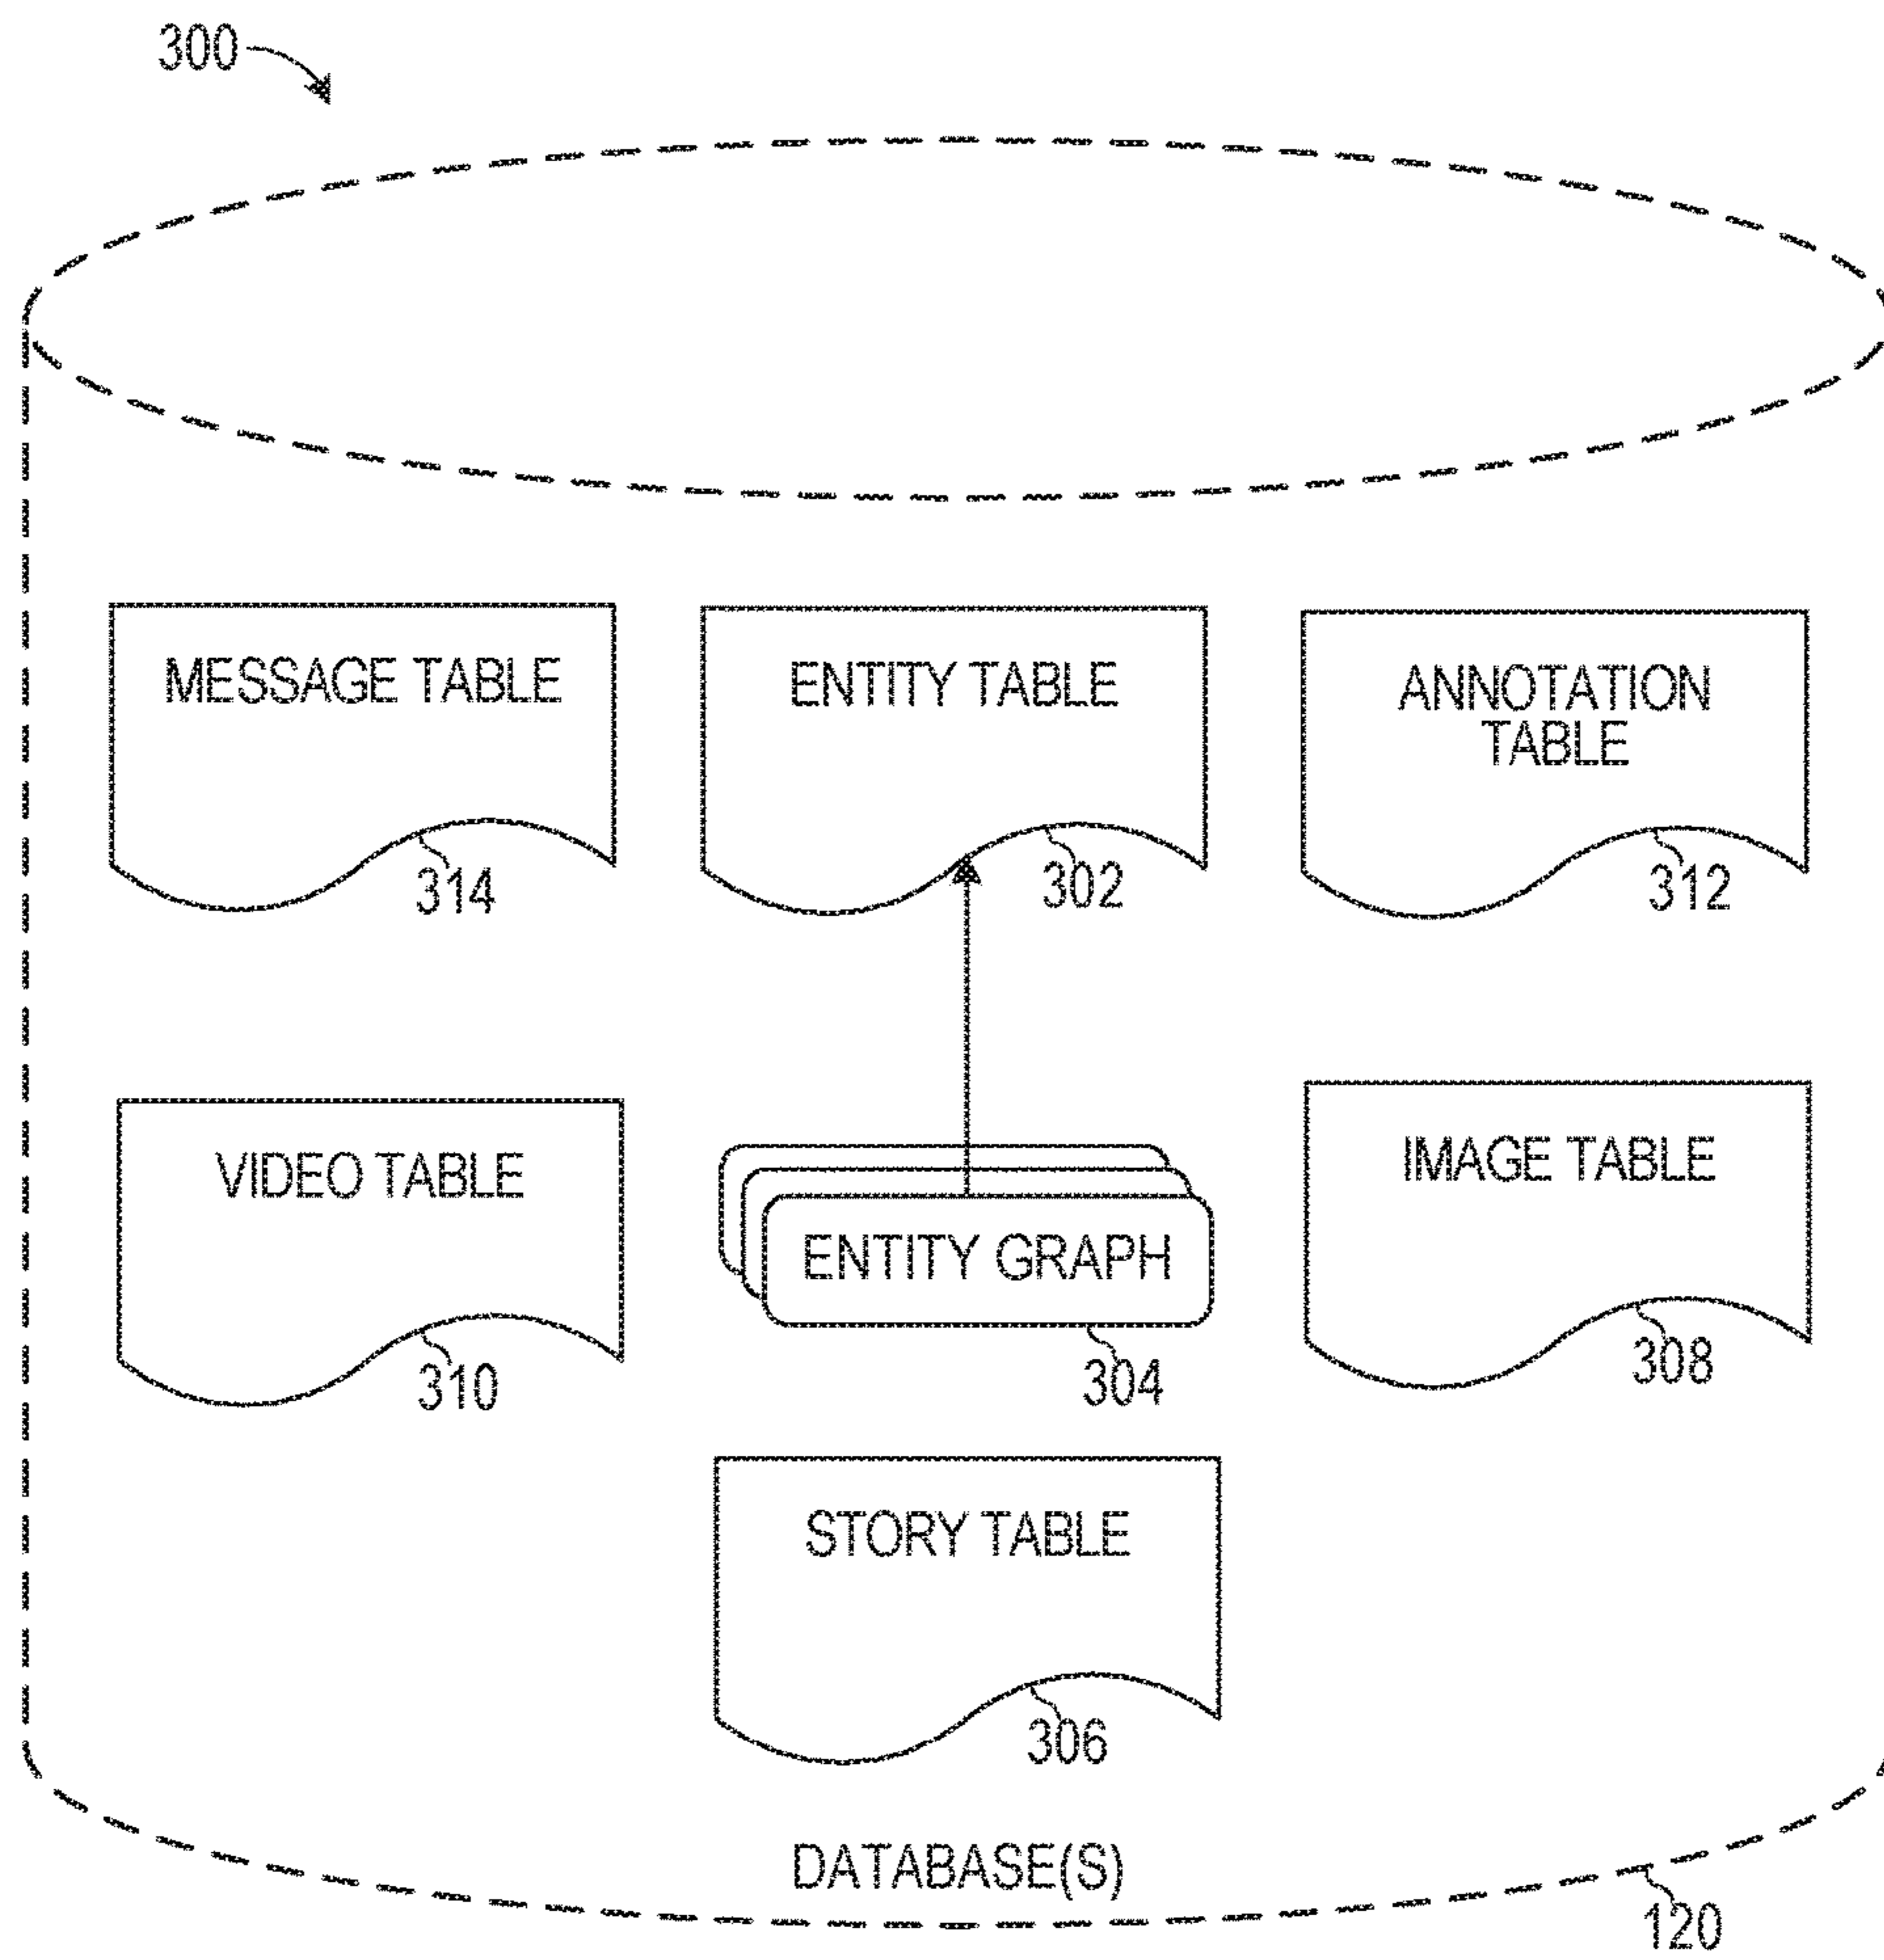 300
MESSAGE TABLE
314
ENTITY TABLE
302
ANNOTATION
TABLE
312
VIDEO TABLE
310
ENTITY GRAPH
304
IMAGE TABLE
308
STORY TABLE
306
DATABASE(S)
120